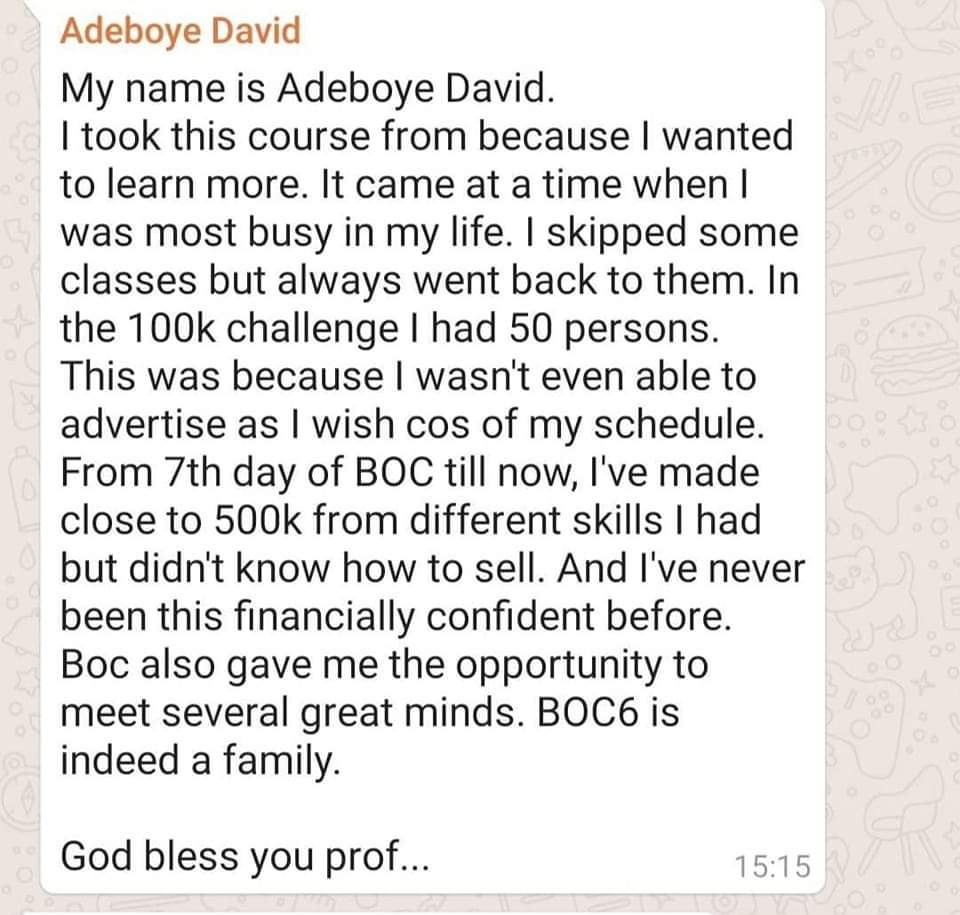 Adeboye David
My name is Adeboye David.
I took this course from because I wanted
to learn more. It came at a time when I
was most busy in my life. I skipped some
classes but always went back to them. In
the 100k challenge I had 50 persons.
This was because I wasn't even able to
advertise as I wish cos of my schedule.
From 7th day of BOC till now, I've made
close to 500k from different skills I had
but didn't know how to sell. And I've never
been this financially confident before.
Boc also gave me the opportunity to
meet several great minds. BOC6 is
indeed a family.
God bless you prof...
15:15